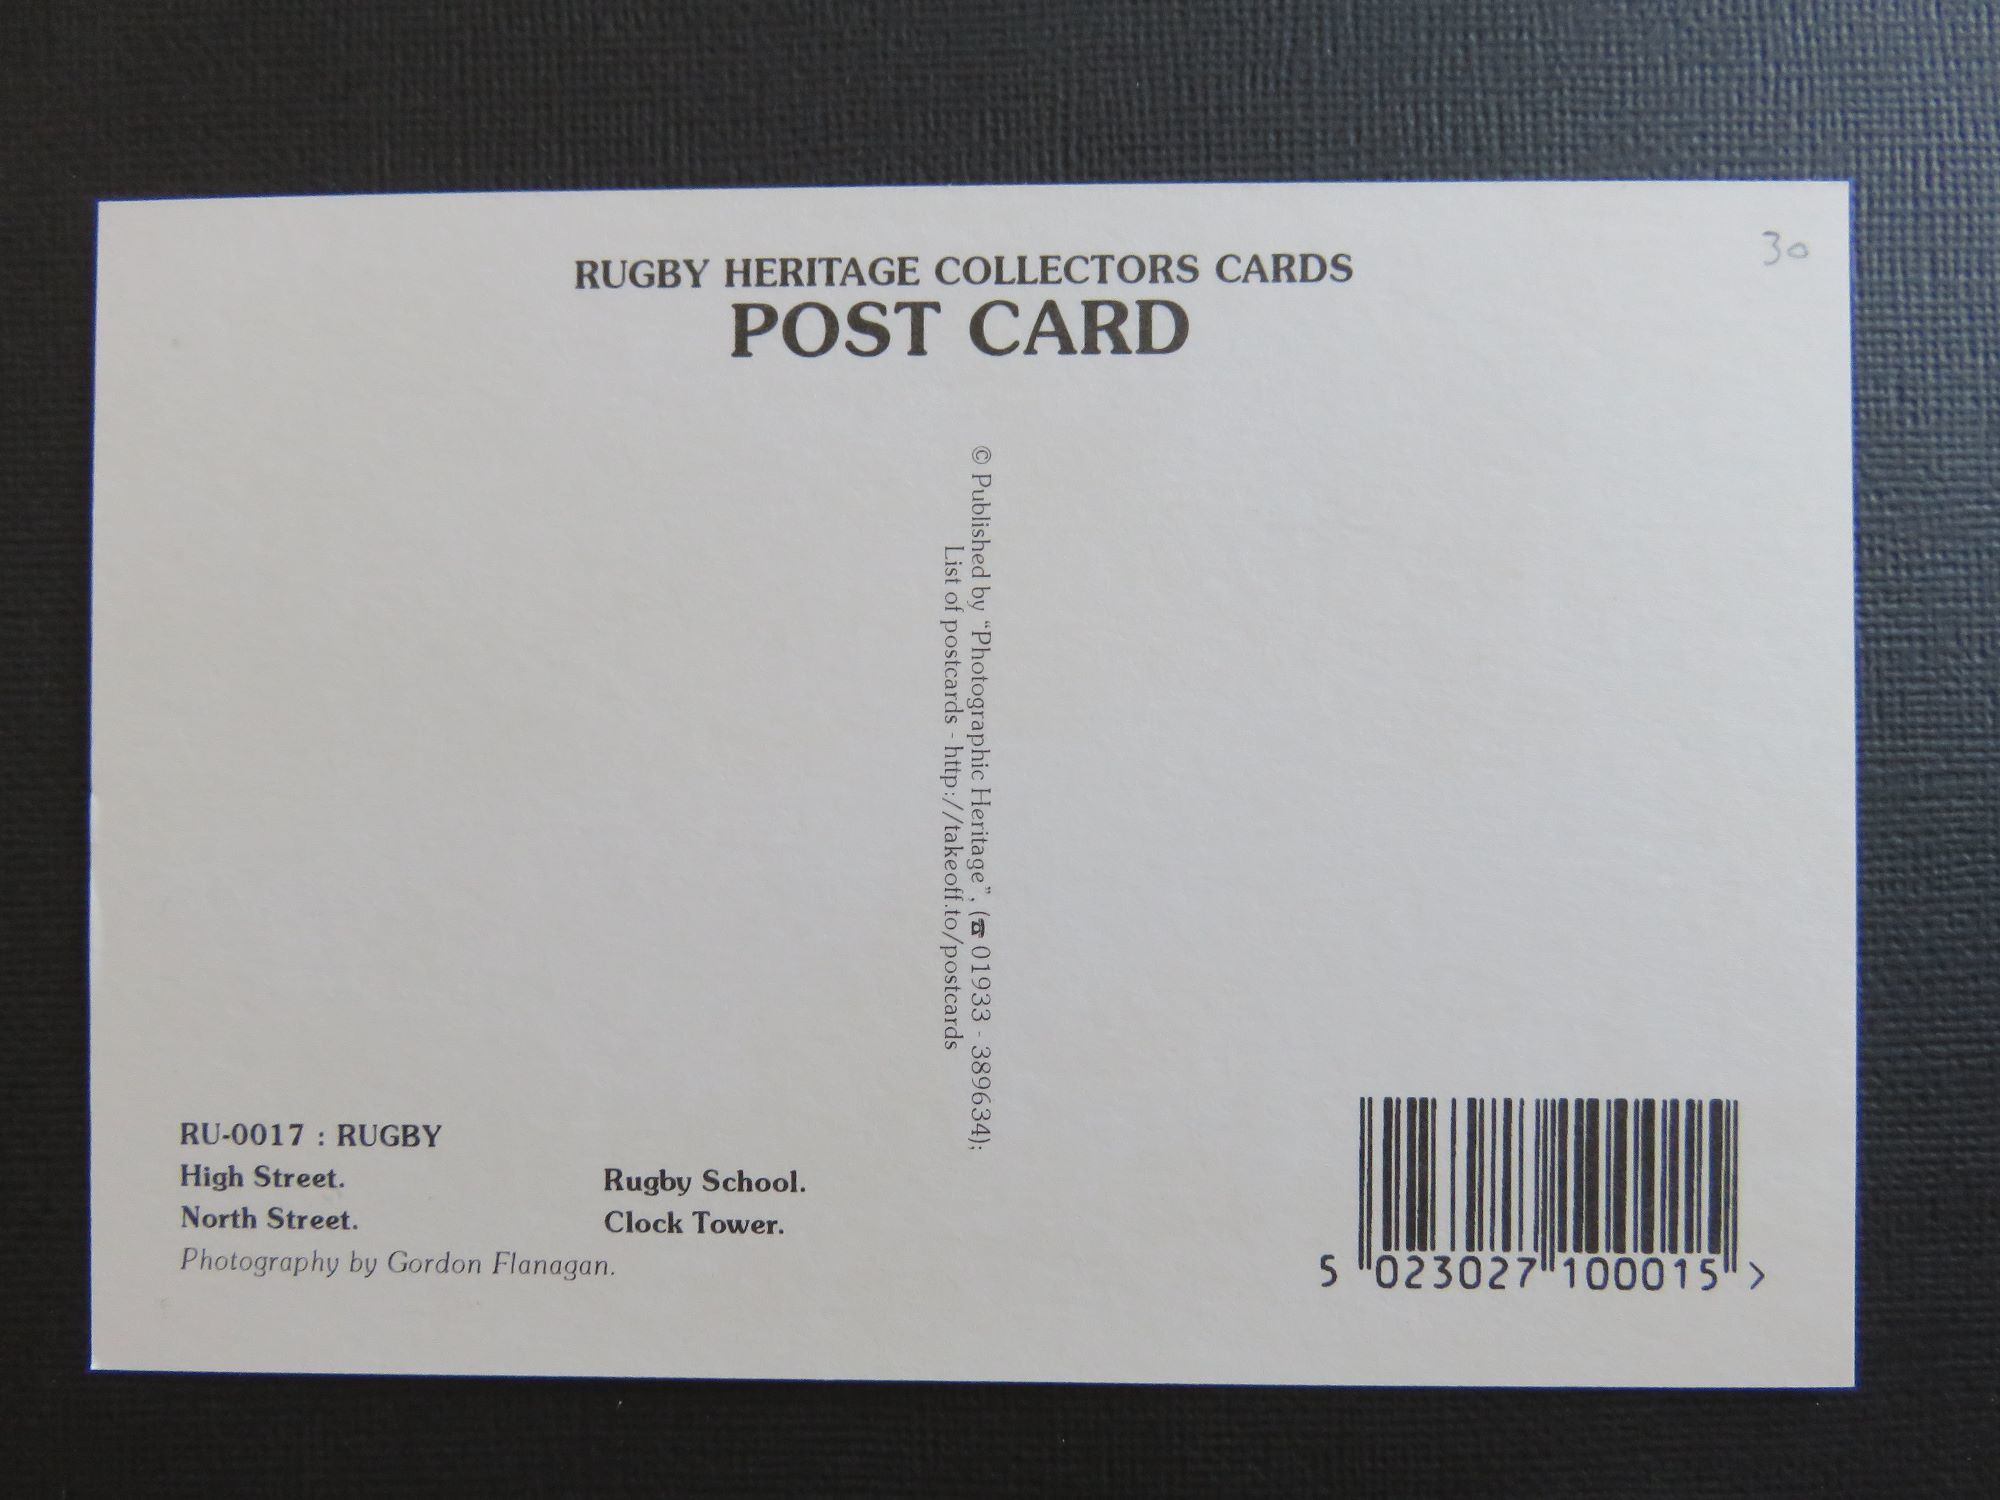 30
RUGBY HERITAGE COLLECTORS CARDS
POST CARD
© Published by “Photographic Heritage”, (☎ 01933 - 389634);
List of postcards - http://takeoff.to/postcards
RU-0017 : RUGBY
High Street. Rugby School.
North Street. Clock Tower.
Photography by Gordon Flanagan.
5 023027 100015 >